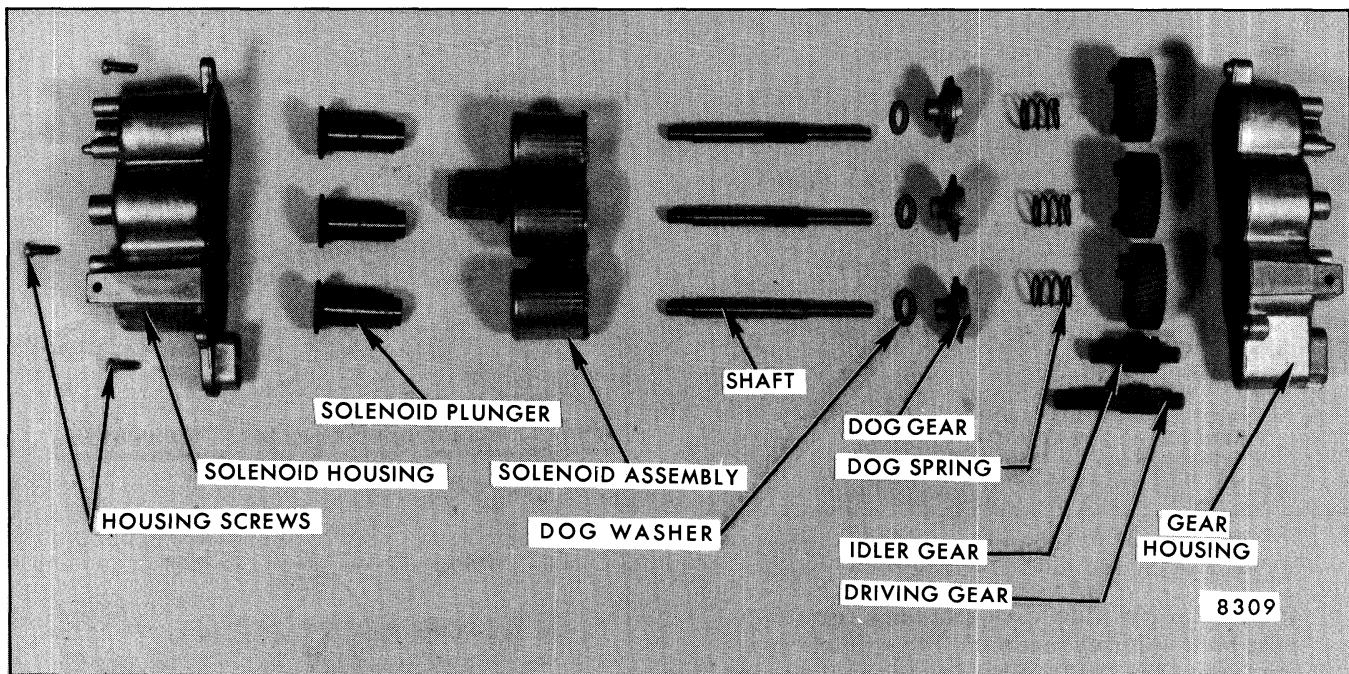 SHAFT
SOLENOID PLUNGER
DOG GEAR
SOLENOID HOUSING
SOLENOID ASSEMBLY
DOG SPRING
HOUSING SCREWS
DOG WASHER
GEAR
HOUSING
IDLER GEAR
DRIVING GEAR
8309